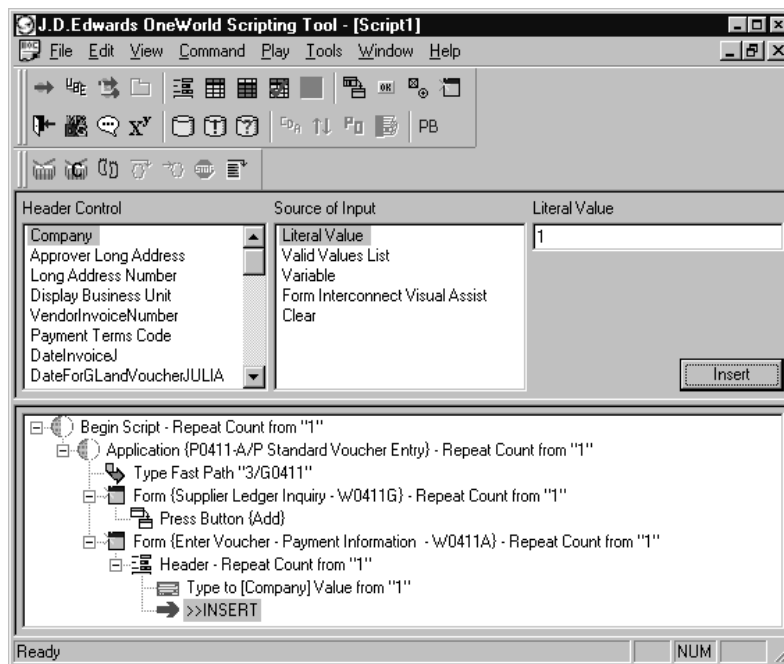 J.D.Edwards OneWorld Scripting Tool - [Script1]
File Edit View Command Play Tools Window Help
UBE OK
X^y EDA PO PB
Header Control Source of Input Literal Value
Company Literal Value 1
Approver Long Address Valid Values List
Long Address Number Variable
Display Business Unit Form Interconnect Visual Assist
VendorInvoiceNumber Clear
Payment Terms Code
DateInvoiceJ
DateForGLandVoucherJULIA Insert
Begin Script - Repeat Count from "1"
Application {P0411-A/P Standard Voucher Entry} - Repeat Count from "1"
Type Fast Path "3/G0411"
Form {Supplier Ledger Inquiry - W0411G} - Repeat Count from "1"
Press Button {Add}
Form {Enter Voucher - Payment Information - W0411A} - Repeat Count from "1"
Header - Repeat Count from "1"
Type to [Company] Value from "1"
>>INSERT
Ready NUM